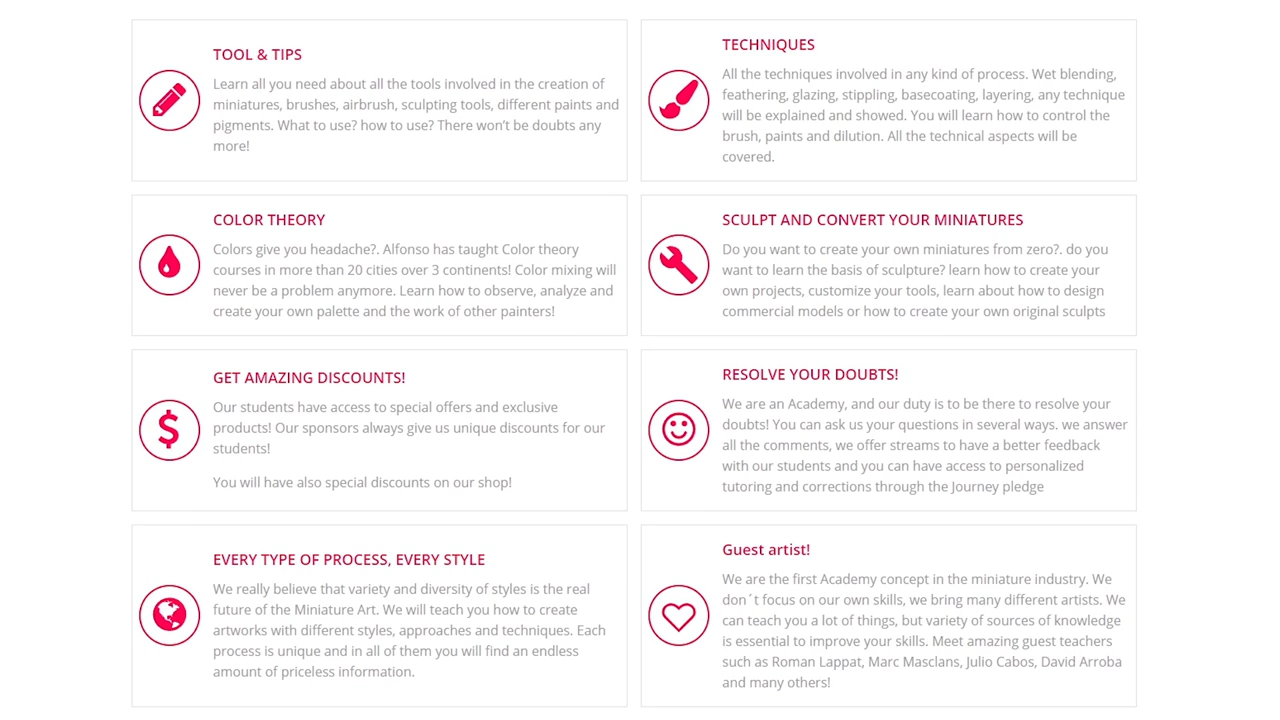 TOOL & TIPS
Learn all you need about all the tools involved in the creation of
miniatures, brushes, airbrush, sculpting tools, different paints and
pigments. What to use? how to use? There won't be doubts any
more!
TECHNIQUES
All the techniques involved in any kind of process. Wet blending,
feathering, glazing, stippling, basecoating, layering, any technique
will be explained and showed. You will learn how to control the
brush, paints and dilution. All the technical aspects will be
covered.
COLOR THEORY
Colors give you headache?. Alfonso has taught Color theory
courses in more than 20 cities over 3 continents! Color mixing will
never be a problem anymore. Learn how to observe, analyze and
create your own palette and the work of other painters!
SCULPT AND CONVERT YOUR MINIATURES
Do you want to create your own miniatures from zero?. do you
want to learn the basis of sculpture? learn how to create your
own projects, customize your tools, learn about how to design
commercial models or how to create your own original sculpts
GET AMAZING DISCOUNTS!
Our students have access to special offers and exclusive
products! Our sponsors always give us unique discounts for our
students!
You will have also special discounts on our shop!
RESOLVE YOUR DOUBTS!
We are an Academy, and our duty is to be there to resolve your
doubts! You can ask us your questions in several ways. we answer
all the comments, we offer streams to have a better feedback
with our students and you can have access to personalized
tutoring and corrections through the Journey pledge
EVERY TYPE OF PROCESS, EVERY STYLE
We really believe that variety and diversity of styles is the real
future of the Miniature Art. We will teach you how to create
artworks with different styles, approaches and techniques. Each
process is unique and in all of them you will find an endless
amount of priceless information.
Guest artist!
We are the first Academy concept in the miniature industry. We
don´t focus on our own skills, we bring many different artists. We
can teach you a lot of things, but variety of sources of knowledge
is essential to improve your skills. Meet amazing guest teachers
such as Roman Lappat, Marc Masclans, Julio Cabos, David Arroba
and many others!